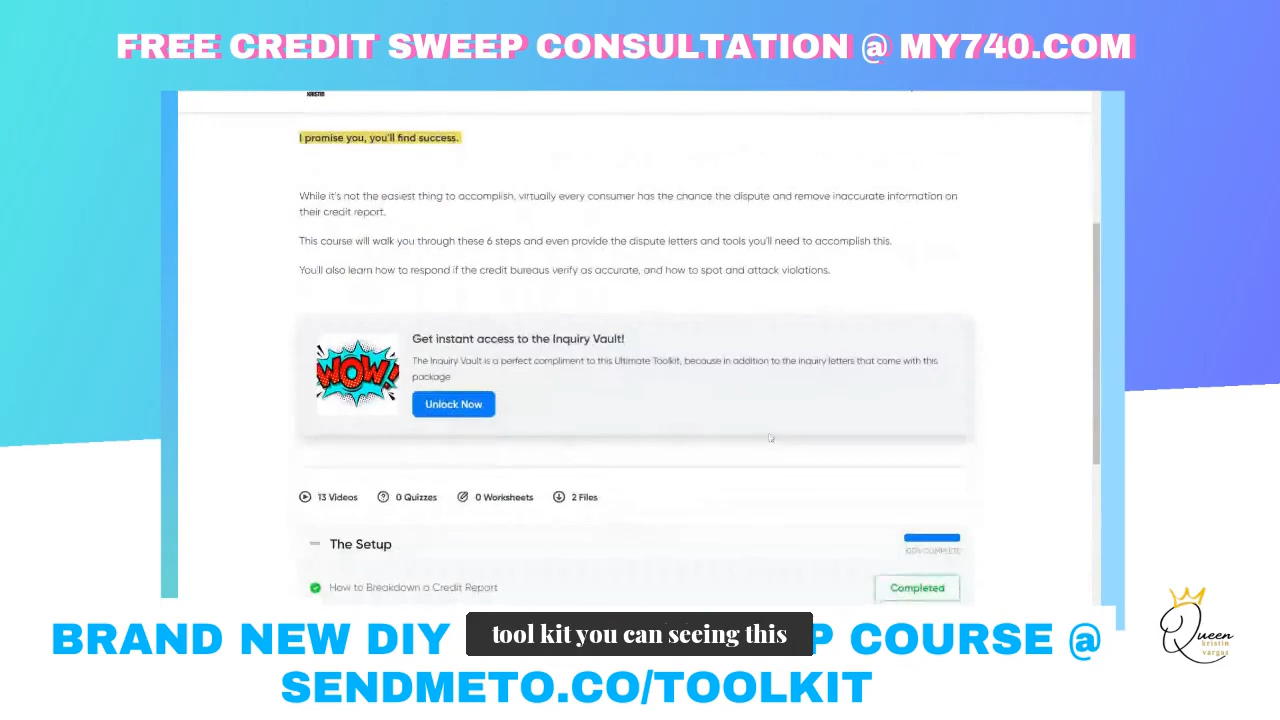 FREE CREDIT SWEEP CONSULTATION @ MY740.COM
KRISTIN
I promise you, you'll find success.
While it's not the easiest thing to accomplish, virtually every consumer has the chance the dispute and remove inaccurate information on
their credit report.
This course will walk you through these 6 steps and even provide the dispute letters and tools you'll need to accomplish this.
You'll also learn how to respond if the credit bureaus verify as accurate, and how to spot and attack violations.
WOW!
Get instant access to the Inquiry Vault!
The Inquiry Vault is a perfect compliment to this Ultimate Toolkit, because in addition to the inquiry letters that come with this
package
Unlock Now
13 Videos 0 Quizzes 0 Worksheets 2 Files
The Setup
100% COMPLETE
How to Breakdown a Credit Report
Completed
BRAND NEW DIY P COURSE @
tool kit you can seeing this
SENDMETO.CO/TOOLKIT
Queen
kristin
vargas